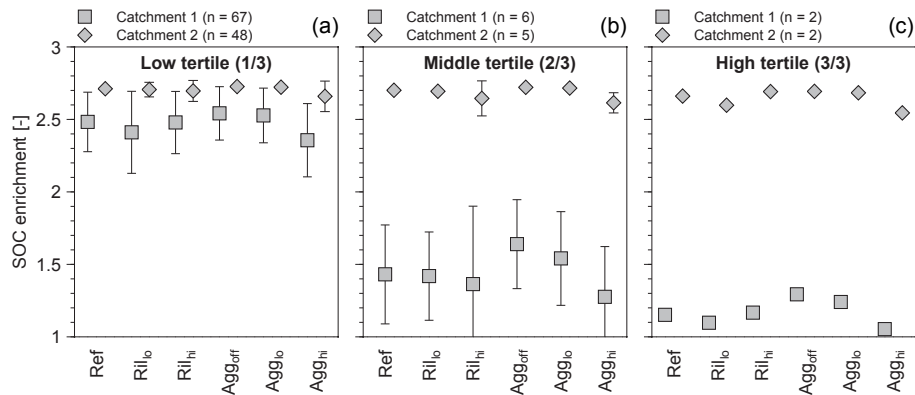 Catchment 1 (n = 67)
Catchment 2 (n = 48)
(a)
Catchment 1 (n = 6)
Catchment 2 (n = 5)
(b)
Catchment 1 (n = 2)
Catchment 2 (n = 2)
(c)
Low tertile (1/3)
Middle tertile (2/3)
High tertile (3/3)
SOC enrichment [-]
3
2.5
2
1.5
1
Ref
Rillo
Rilhi
Aggoff
Agglo
Agghi
Ref
Rillo
Rilhi
Aggoff
Agglo
Agghi
Ref
Rillo
Rilhi
Aggoff
Agglo
Agghi